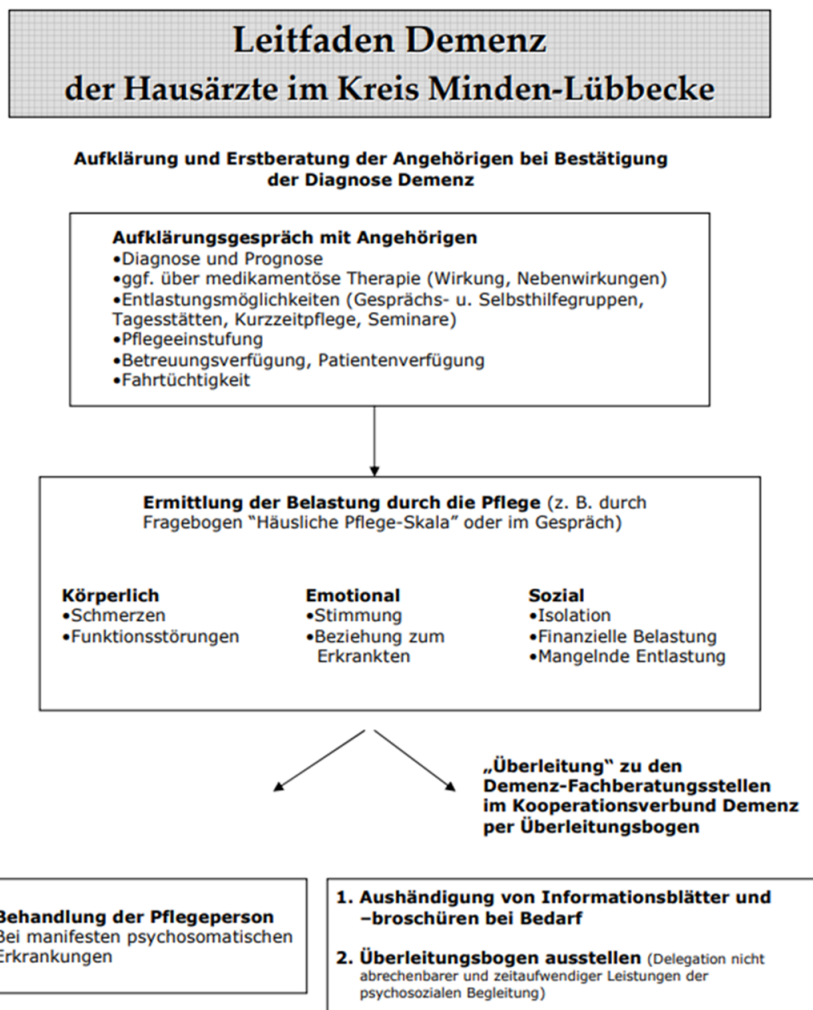 Leitfaden Demenz
der Hausärzte im Kreis Minden-Lübbecke
Aufklärung und Erstberatung der Angehörigen bei Bestätigung
der Diagnose Demenz
Aufklärungsgespräch mit Angehörigen
•Diagnose und Prognose
•ggf. über medikamentöse Therapie (Wirkung, Nebenwirkungen)
•Entlastungsmöglichkeiten (Gesprächs- u. Selbsthilfegruppen,
Tagesstätten, Kurzzeitpflege, Seminare)
•Pflegeeinstufung
•Betreuungsverfügung, Patientenverfügung
•Fahrtüchtigkeit
Ermittlung der Belastung durch die Pflege (z. B. durch
Fragebogen “Häusliche Pflege-Skala” oder im Gespräch)
Körperlich
•Schmerzen
•Funktionsstörungen
Emotional
•Stimmung
•Beziehung zum
Erkrankten
Sozial
•Isolation
•Finanzielle Belastung
•Mangelnde Entlastung
„Überleitung“ zu den
Demenz-Fachberatungsstellen
im Kooperationsverbund Demenz
per Überleitungsbogen
Behandlung der Pflegeperson
Bei manifesten psychosomatischen
Erkrankungen
1. Aushändigung von Informationsblätter und
–broschüren bei Bedarf
2. Überleitungsbogen ausstellen (Delegation nicht
abrechenbarer und zeitaufwendiger Leistungen der
psychosozialen Begleitung)